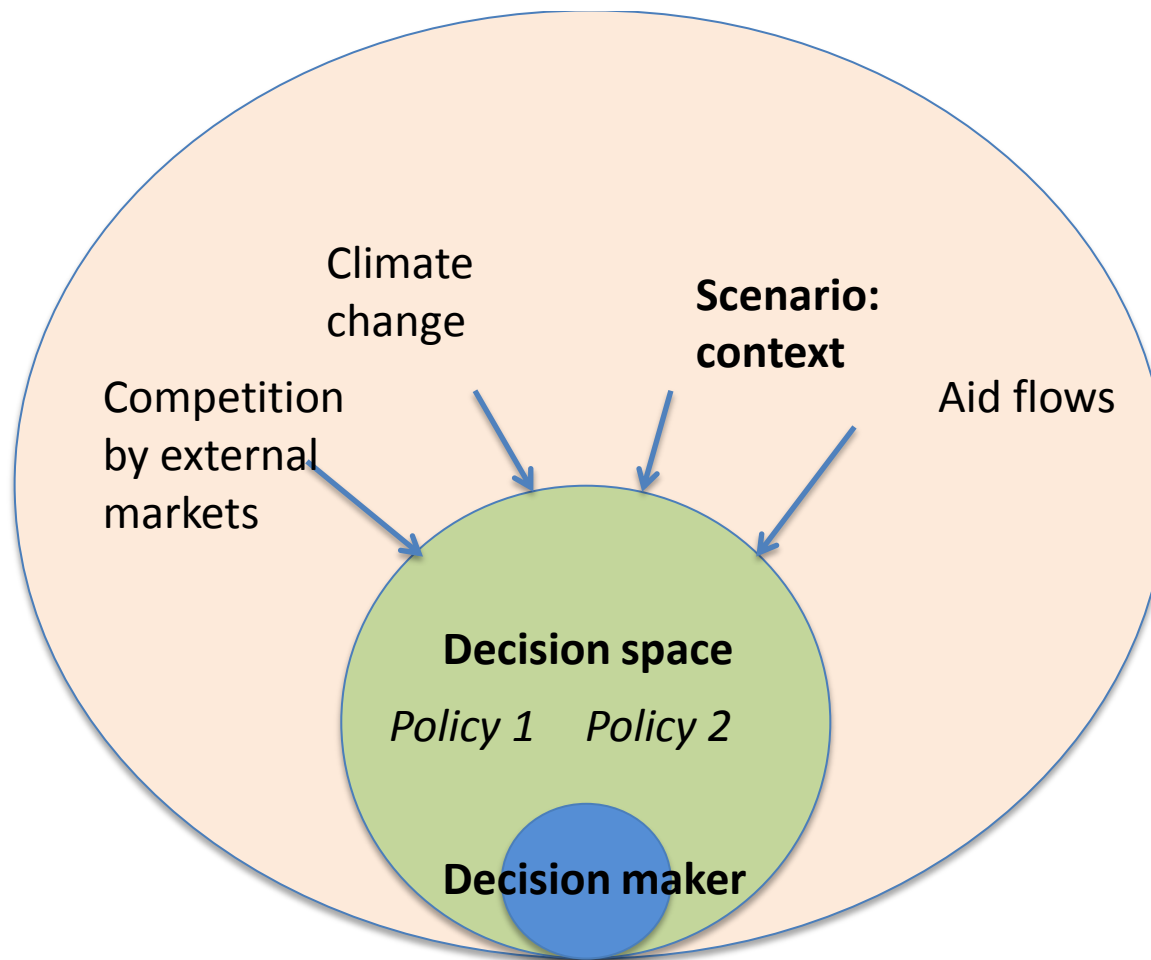 Climate
change
Scenario:
context
Competition
by external
markets
Aid flows
Decision space
Policy 1 Policy 2
Decision maker